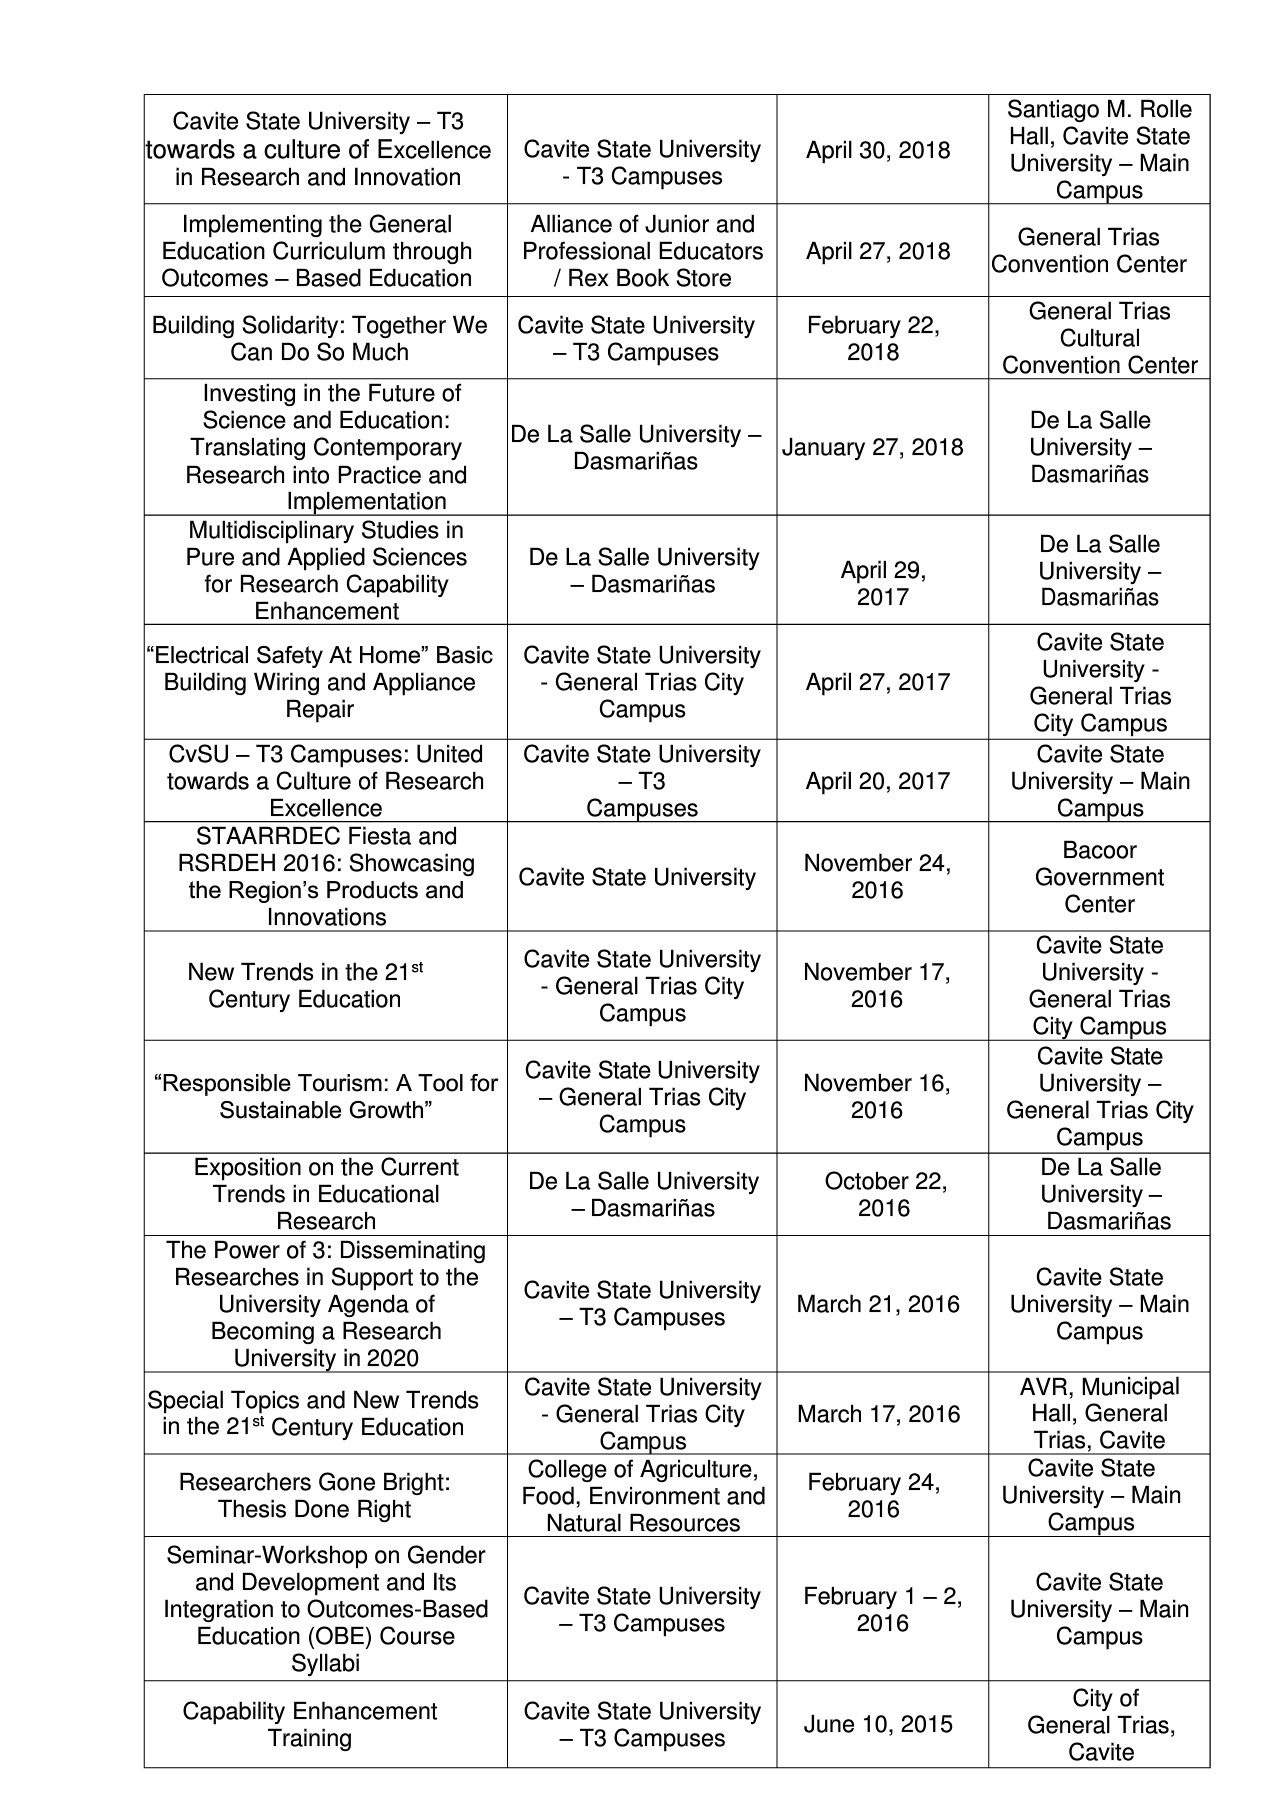 Cavite State University – T3
towards a culture of Excellence
in Research and Innovation
Cavite State University
- T3 Campuses
April 30, 2018
Santiago M. Rolle
Hall, Cavite State
University – Main
Campus
Implementing the General
Education Curriculum through
Outcomes – Based Education
Alliance of Junior and
Professional Educators
/ Rex Book Store
April 27, 2018
General Trias
Convention Center
Building Solidarity: Together We
Can Do So Much
Cavite State University
– T3 Campuses
February 22,
2018
General Trias
Cultural
Convention Center
Investing in the Future of
Science and Education:
Translating Contemporary
Research into Practice and
Implementation
De La Salle University –
Dasmariñas
January 27, 2018
De La Salle
University –
Dasmariñas
Multidisciplinary Studies in
Pure and Applied Sciences
for Research Capability
Enhancement
De La Salle University
– Dasmariñas
April 29,
2017
De La Salle
University –
Dasmariñas
“Electrical Safety At Home” Basic
Building Wiring and Appliance
Repair
Cavite State University
- General Trias City
Campus
April 27, 2017
Cavite State
University -
General Trias
City Campus
CvSU – T3 Campuses: United
towards a Culture of Research
Excellence
Cavite State University
– T3
Campuses
April 20, 2017
Cavite State
University – Main
Campus
STAARRDEC Fiesta and
RSRDEH 2016: Showcasing
the Region’s Products and
Innovations
Cavite State University
November 24,
2016
Bacoor
Government
Center
New Trends in the 21st
Century Education
Cavite State University
- General Trias City
Campus
November 17,
2016
Cavite State
University -
General Trias
City Campus
“Responsible Tourism: A Tool for
Sustainable Growth”
Cavite State University
– General Trias City
Campus
November 16,
2016
Cavite State
University –
General Trias City
Campus
Exposition on the Current
Trends in Educational
Research
De La Salle University
– Dasmariñas
October 22,
2016
De La Salle
University –
Dasmariñas
The Power of 3: Disseminating
Researches in Support to the
University Agenda of
Becoming a Research
University in 2020
Cavite State University
– T3 Campuses
March 21, 2016
Cavite State
University – Main
Campus
Special Topics and New Trends
in the 21st Century Education
Cavite State University
- General Trias City
Campus
March 17, 2016
AVR, Municipal
Hall, General
Trias, Cavite
Researchers Gone Bright:
Thesis Done Right
College of Agriculture,
Food, Environment and
Natural Resources
February 24,
2016
Cavite State
University – Main
Campus
Seminar-Workshop on Gender
and Development and Its
Integration to Outcomes-Based
Education (OBE) Course
Syllabi
Cavite State University
– T3 Campuses
February 1 – 2,
2016
Cavite State
University – Main
Campus
Capability Enhancement
Training
Cavite State University
– T3 Campuses
June 10, 2015
City of
General Trias,
Cavite